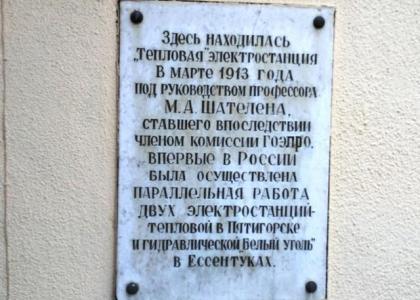 Здесь находилась
„Тепловая" электростанция
В марте 1913 года
под руководством профессора
М.А. Шателена,
ставшего впоследствии
членом комиссии ГОЭЛРО,
впервые в России
была осуществлена
параллельная работа
двух электростанций-
тепловой в Пятигорске
и гидравлической „Белый уголь"
в Ессентуках.